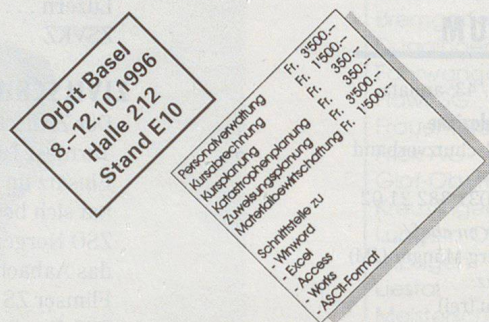 Orbit Basel
8.-12.10.1996
Halle 212
Stand E10
Personalverwaltung Fr. 3'500.--
Kursabrechnung Fr. 1'500.--
Kursplanung Fr. 350.--
Katastrophenplanung Fr. 350.--
Zuweisungsplanung Fr. 3'500.--
Materialbewirtschaftung Fr. 1'500.--
Schnittstelle zu
- Winword
- Excel
- Access
- Works
- ASCII-Format